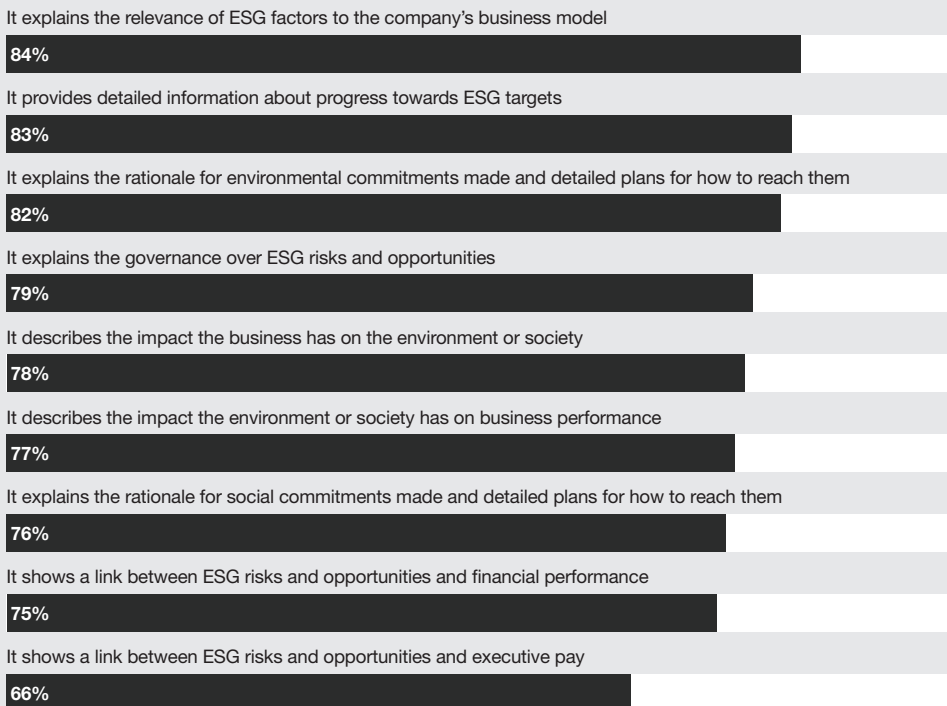 It explains the relevance of ESG factors to the company’s business model
84%
It provides detailed information about progress towards ESG targets
83%
It explains the rationale for environmental commitments made and detailed plans for how to reach them
82%
It explains the governance over ESG risks and opportunities
79%
It describes the impact the business has on the environment or society
78%
It describes the impact the environment or society has on business performance
77%
It explains the rationale for social commitments made and detailed plans for how to reach them
76%
It shows a link between ESG risks and opportunities and financial performance
75%
It shows a link between ESG risks and opportunities and executive pay
66%